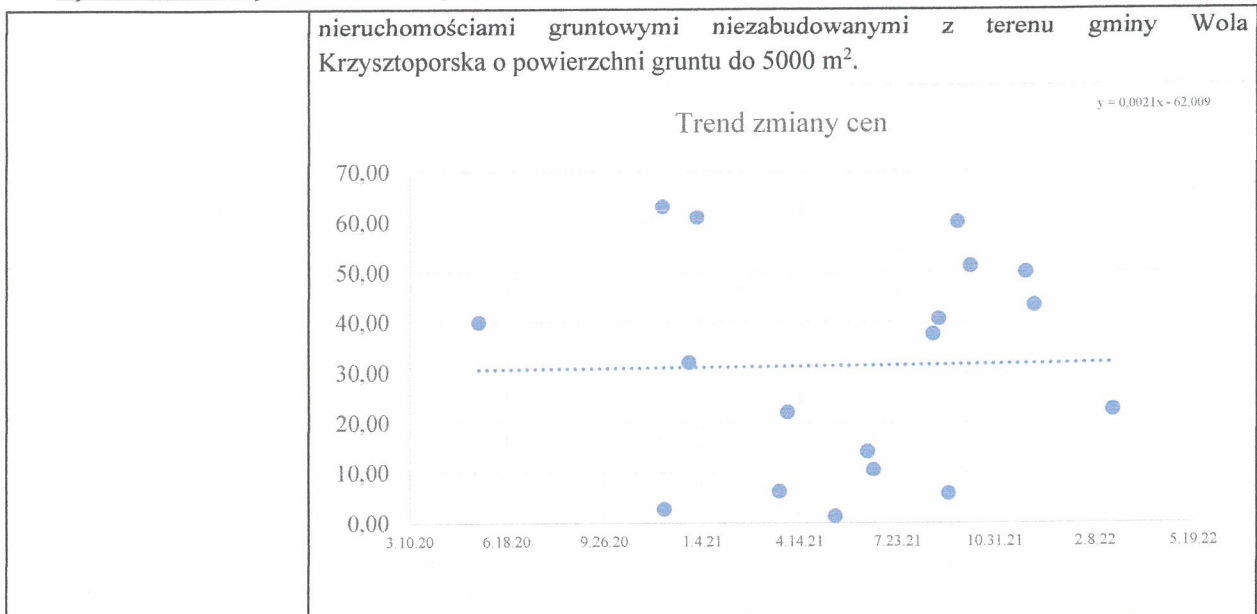 nieruchomościami gruntowymi niezabudowanymi z terenu gminy Wola
Krzysztoporska o powierzchni gruntu do 5000 m².
y = 0,0021x - 62,009
Trend zmiany cen
70,00
60,00
50,00
40,00
30,00
20,00
10,00
0,00
3.10.20 6.18.20 9.26.20 1.4.21 4.14.21 7.23.21 10.31.21 2.8.22 5.19.22